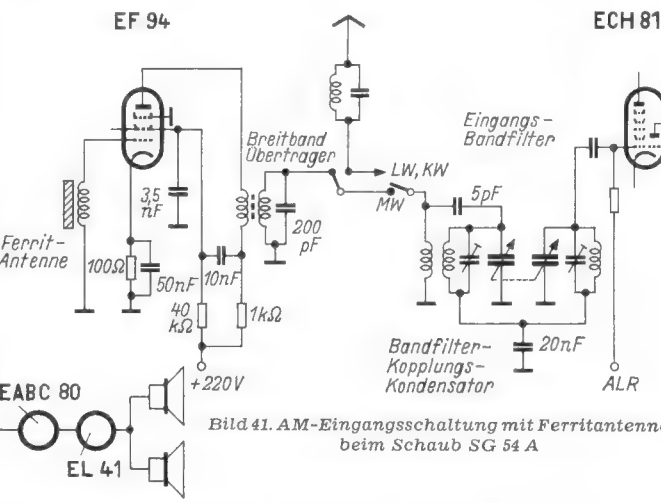 EF 94
ECH 81
Eingangs-
Bandfilter
Breitband
Übertrager
LW, KW
MW
5pF
3,5
nF
200
pF
Ferrit-
Antenne
100Ω
50nF
10nF
40
kΩ
1kΩ
20nF
Bandfilter-
Kopplungs-
Kondensator
+220V
ALR
EABC 80
EL 41
Bild 41. AM-Eingangsschaltung mit Ferritantenne
beim Schaub SG 54 A